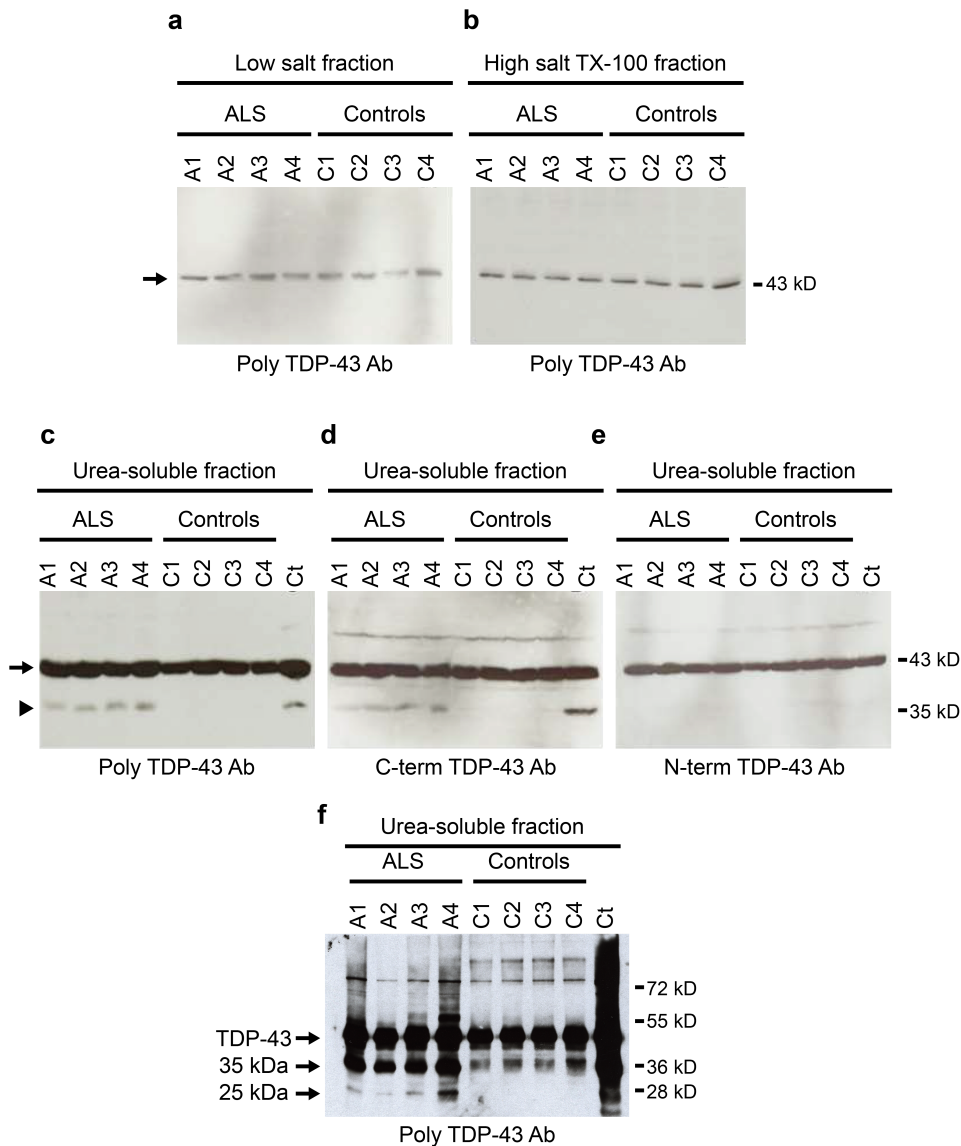 a
Low salt fraction
ALS Controls
A1 A2 A3 A4 C1 C2 C3 C4
Poly TDP-43 Ab
b
High salt TX-100 fraction
ALS Controls
A1 A2 A3 A4 C1 C2 C3 C4
43 kD
Poly TDP-43 Ab
c
Urea-soluble fraction
ALS Controls
A1 A2 A3 A4 C1 C2 C3 C4 Ct
Poly TDP-43 Ab
d
Urea-soluble fraction
ALS Controls
A1 A2 A3 A4 C1 C2 C3 C4 Ct
C-term TDP-43 Ab
e
Urea-soluble fraction
ALS Controls
A1 A2 A3 A4 C1 C2 C3 C4 Ct
43 kD
35 kD
N-term TDP-43 Ab
f
Urea-soluble fraction
ALS Controls
A1 A2 A3 A4 C1 C2 C3 C4 Ct
72 kD
55 kD
TDP-43
35 kDa 36 kD
25 kDa 28 kD
Poly TDP-43 Ab